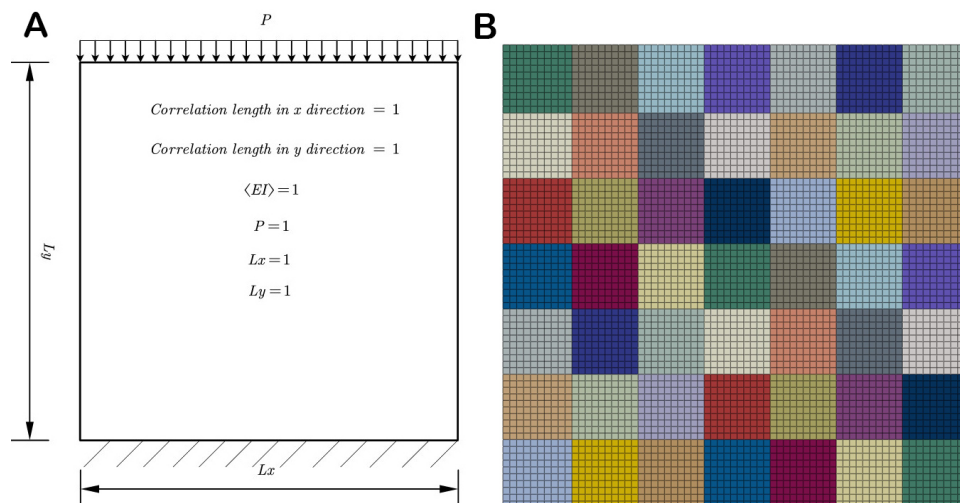 A
P
B
Correlation length in x direction = 1
Correlation length in y direction = 1
⟨EI⟩=1
P=1
Ly
Lx=1
Ly=1
Lx